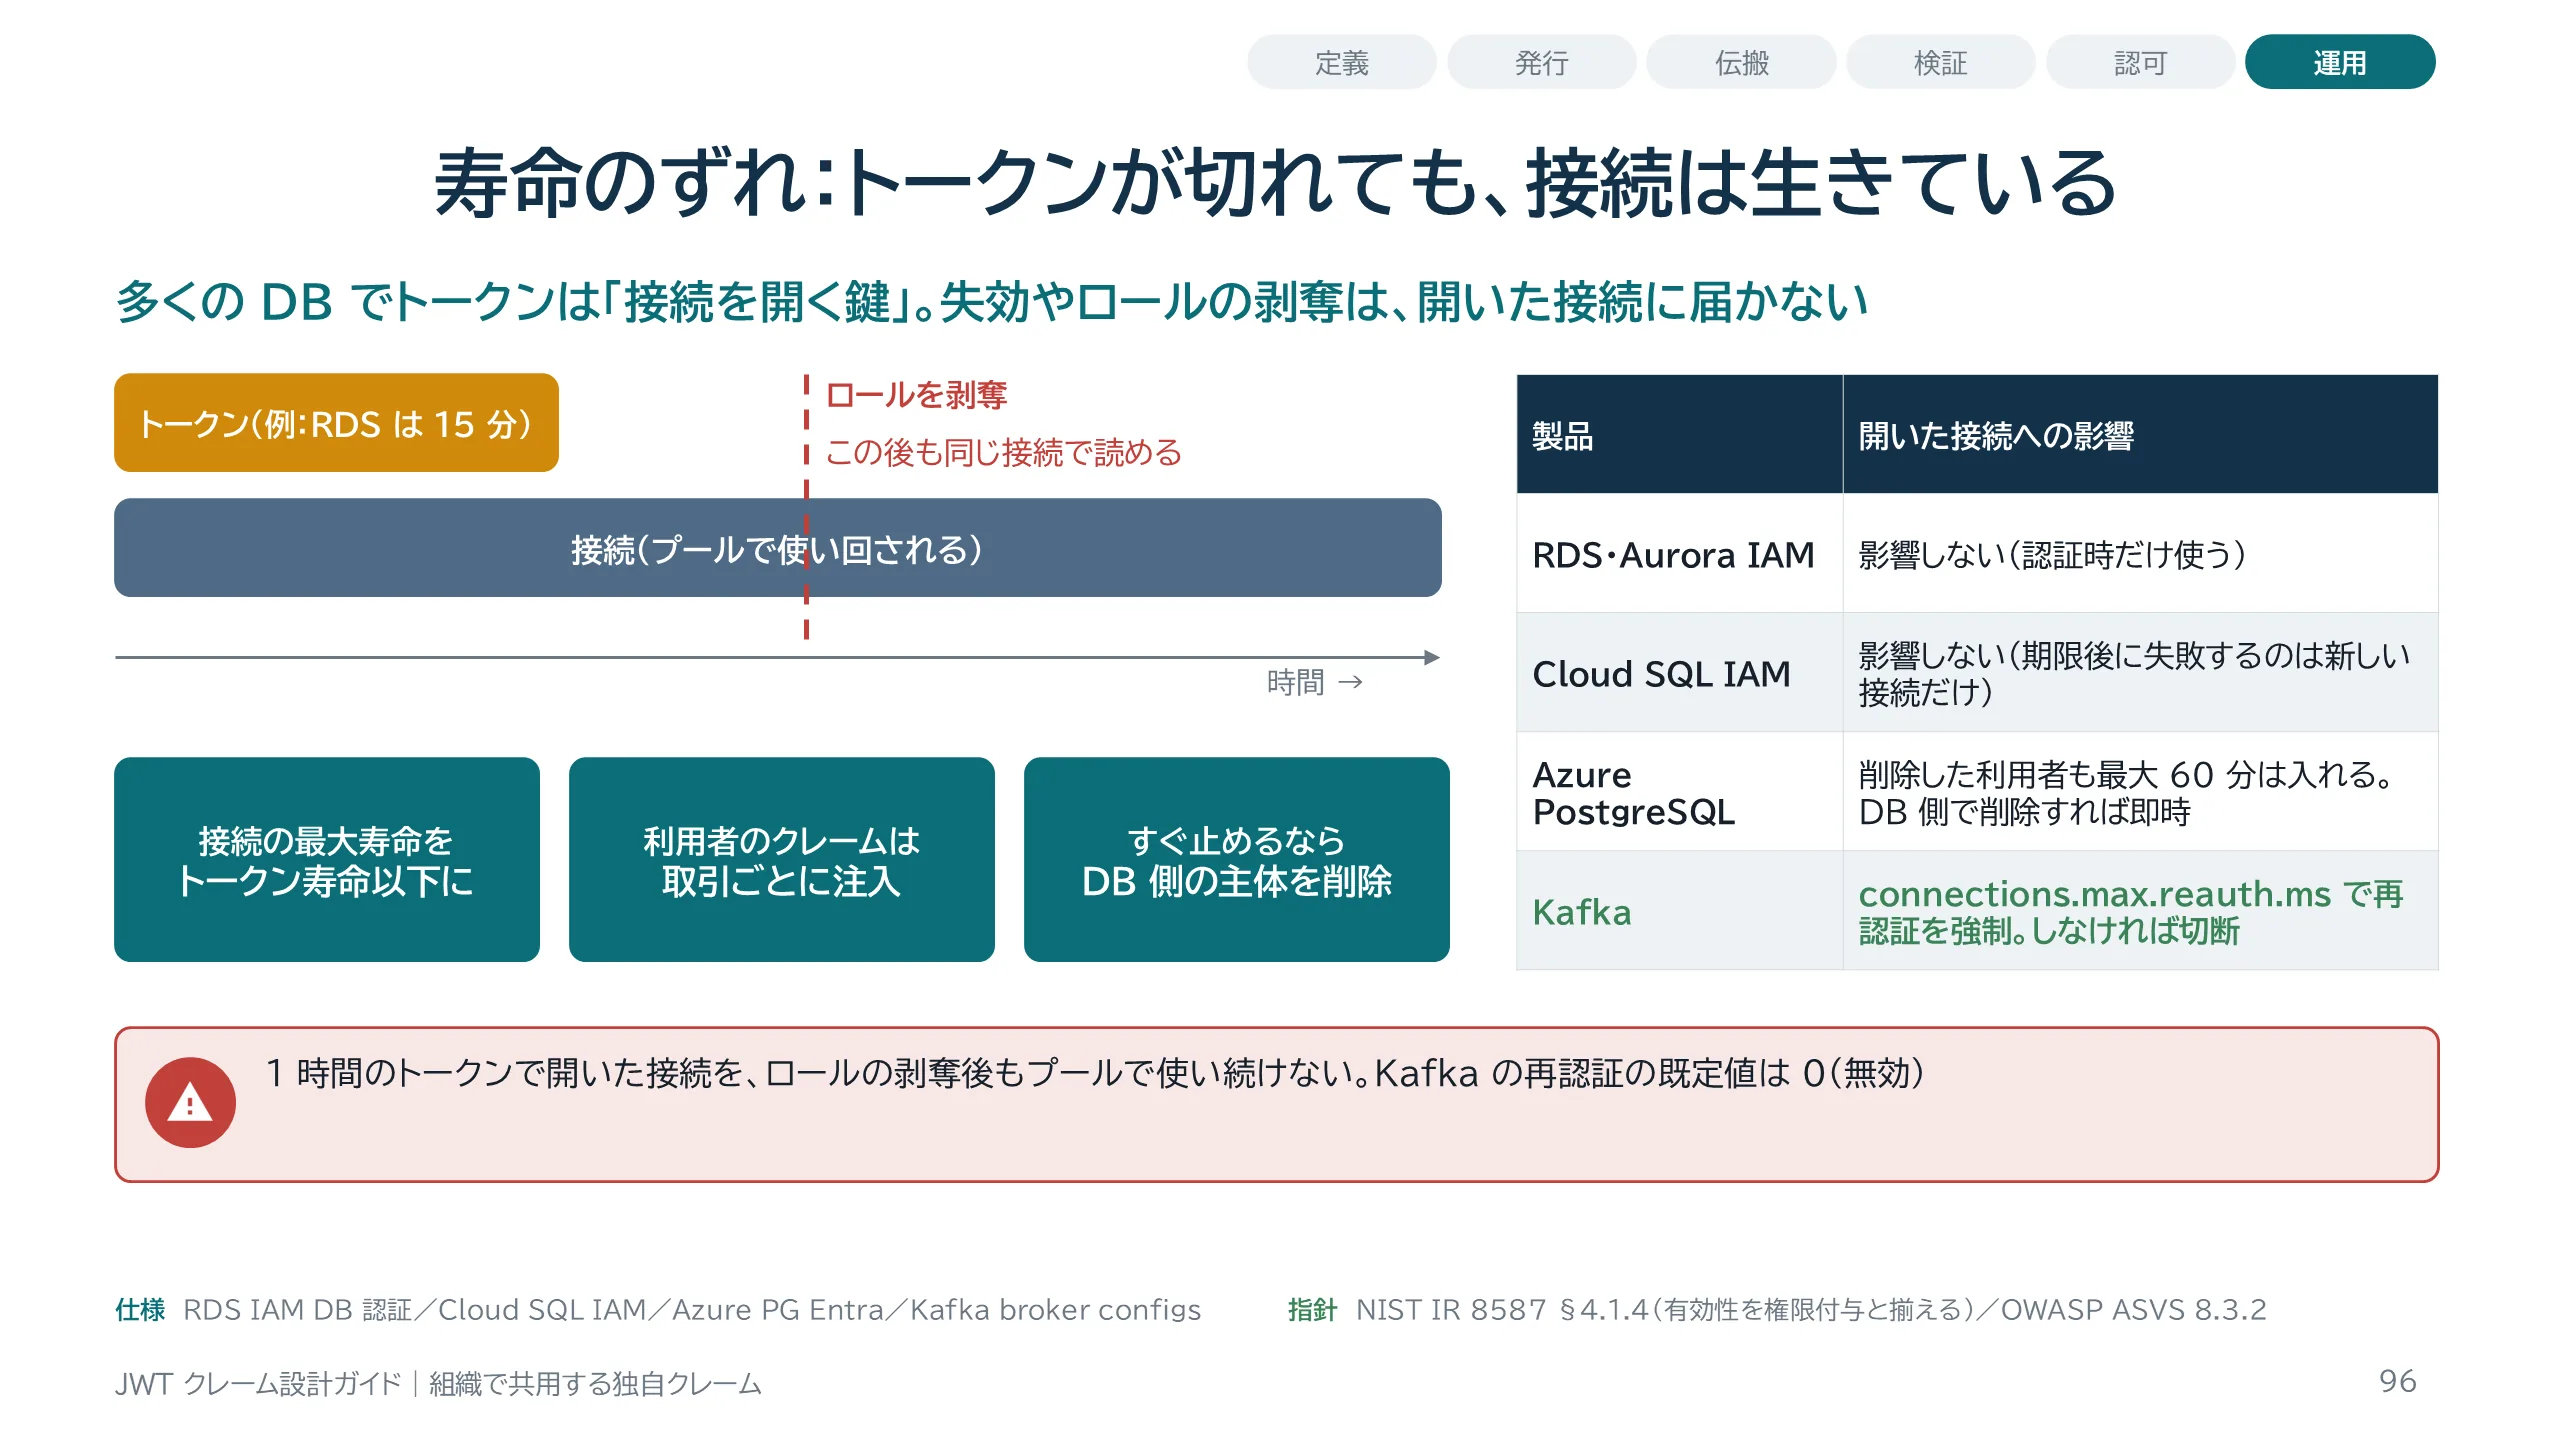 定義
発行
伝搬
検証
認可
運用
寿命のずれ：トークンが切れても、接続は生きている
多くの DB でトークンは「接続を開く鍵」。失効やロールの剥奪は、開いた接続に届かない
トークン（例：RDS は 15 分）
ロールを剥奪
この後も同じ接続で読める
接続（プールで使い回される）
時間 →
接続の最大寿命を
トークン寿命以下に
利用者のクレームは
取引ごとに注入
すぐ止めるなら
DB 側の主体を削除
製品
開いた接続への影響
RDS・Aurora IAM
影響しない（認証時だけ使う）
Cloud SQL IAM
影響しない（期限後に失敗するのは新しい
接続だけ）
Azure
PostgreSQL
削除した利用者も最大 60 分は入れる。
DB 側で削除すれば即時
Kafka
connections.max.reauth.ms で再
認証を強制。しなければ切断
1 時間のトークンで開いた接続を、ロールの剥奪後もプールで使い続けない。Kafka の再認証の既定値は 0（無効）
仕様 RDS IAM DB 認証／Cloud SQL IAM／Azure PG Entra／Kafka broker configs
指針 NIST IR 8587 §4.1.4（有効性を権限付与と揃える）／OWASP ASVS 8.3.2
JWT クレーム設計ガイド｜組織で共用する独自クレーム
96